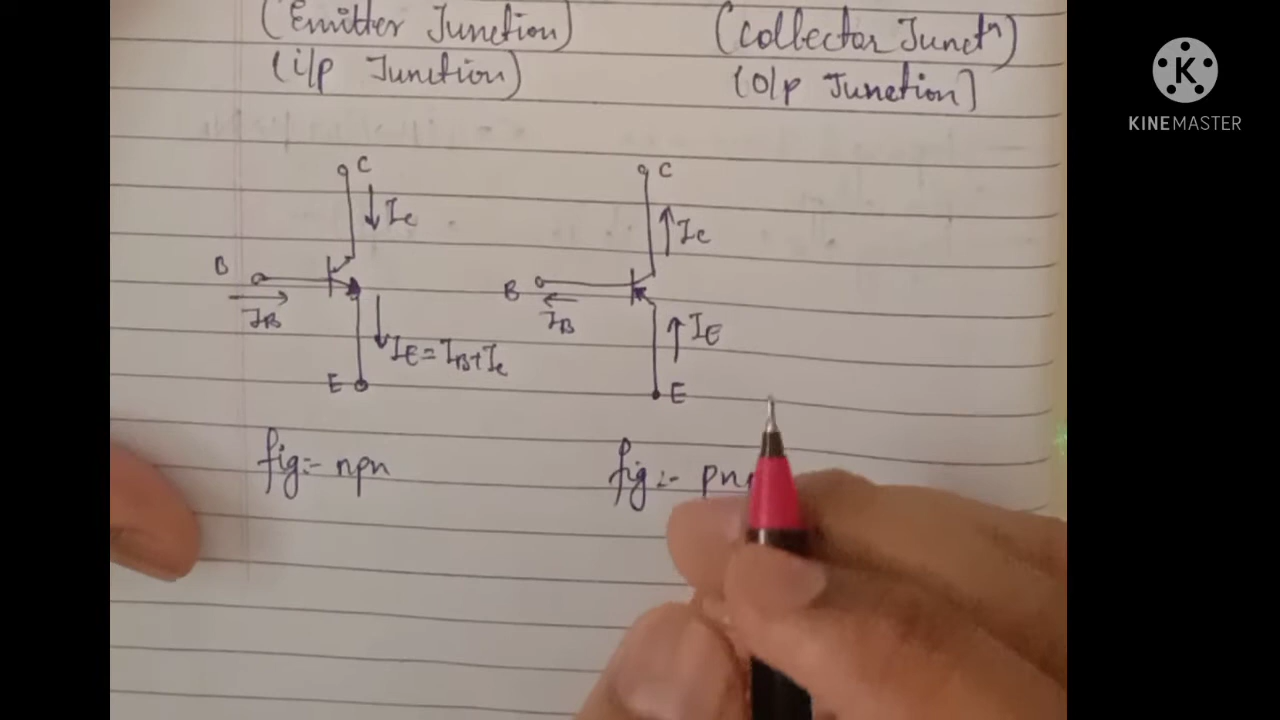 (Emitter Junction) (Collector Junctn)
(i/p Junction) (O/p Junction)
KINEMASTER
K
C C
Ic Ic
B B
IB IB
IE = IB+Ic IE
E E
fig:- npn fig:- pn